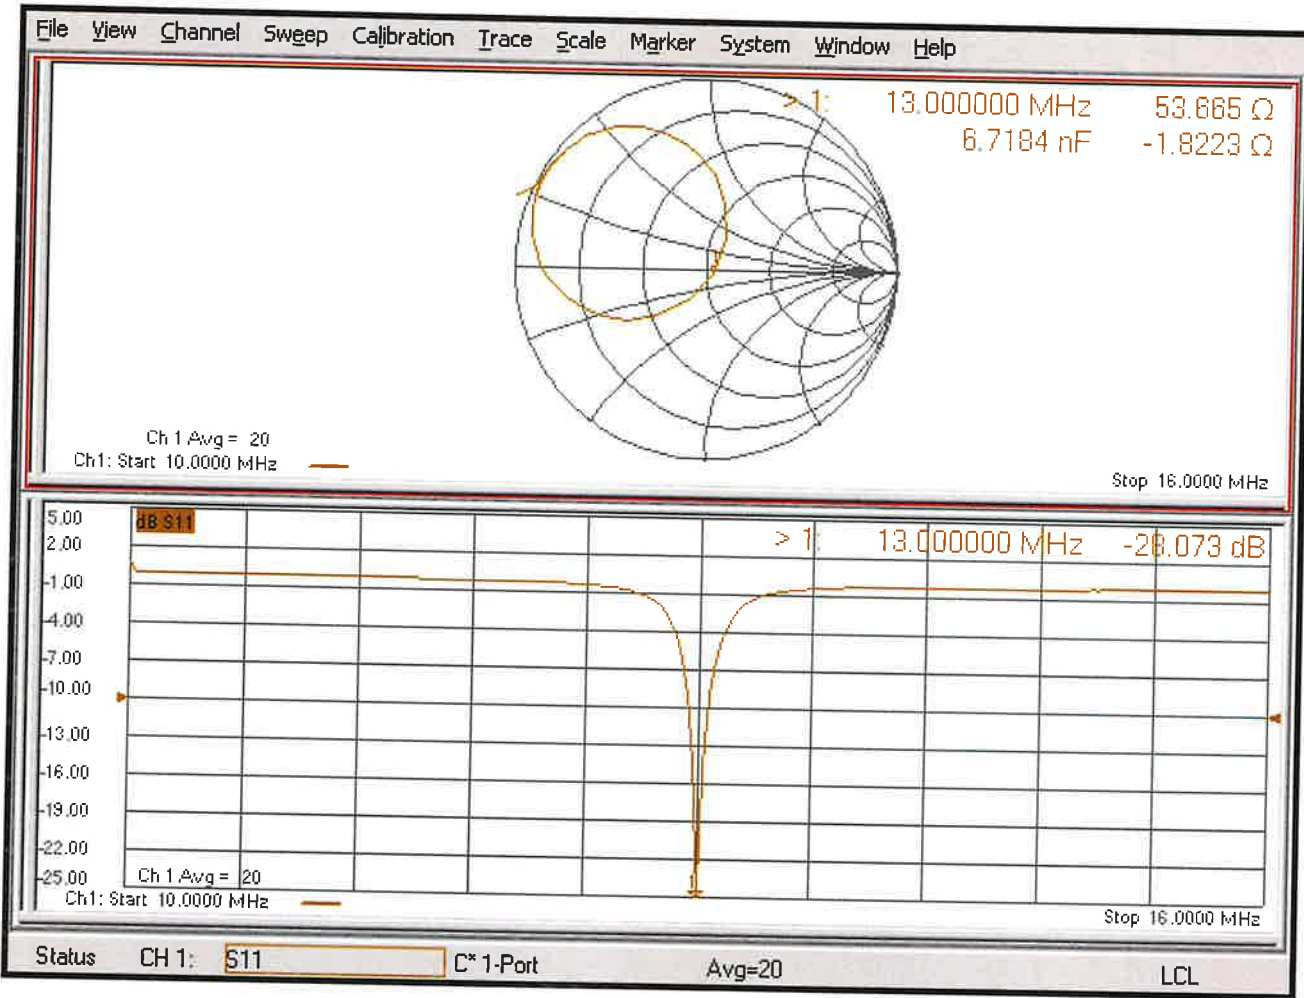 File View Channel Sweep Calibration Trace Scale Marker System Window Help
> 1: 13.000000 MHz 53.665 Ω
6.7184 nF -1.8223 Ω
Ch 1 Avg = 20
Ch1: Start 10.0000 MHz
Stop 16.0000 MHz
5.00
dB S11
> 1: 13.000000 MHz -28.073 dB
2.00
-1.00
-4.00
-7.00
-10.00
-13.00
-16.00
-19.00
-22.00
-25.00
Ch 1 Avg = 20
Ch1: Start 10.0000 MHz
Stop 16.0000 MHz
Status CH 1: S11 C* 1-Port Avg=20 LCL